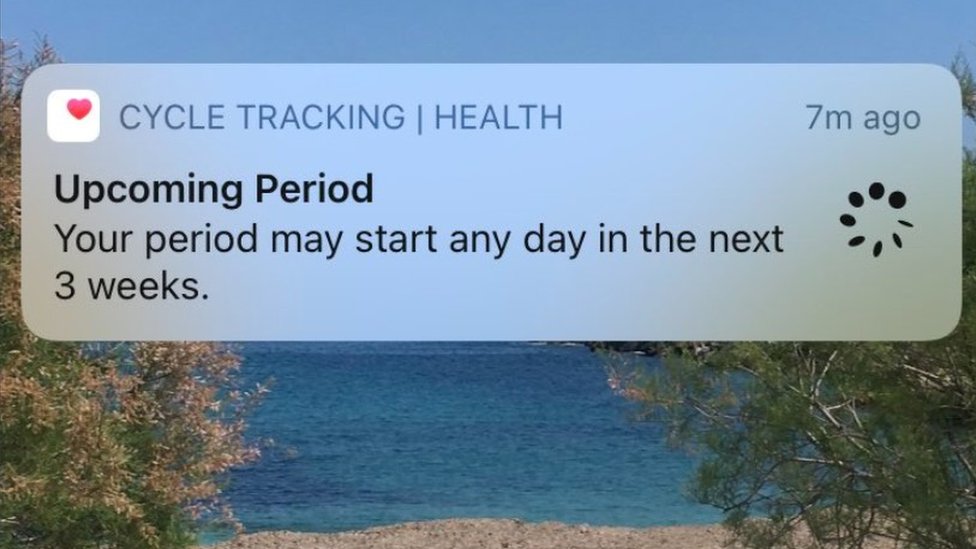 CYCLE TRACKING | HEALTH 7m ago
Upcoming Period
Your period may start any day in the next
3 weeks.